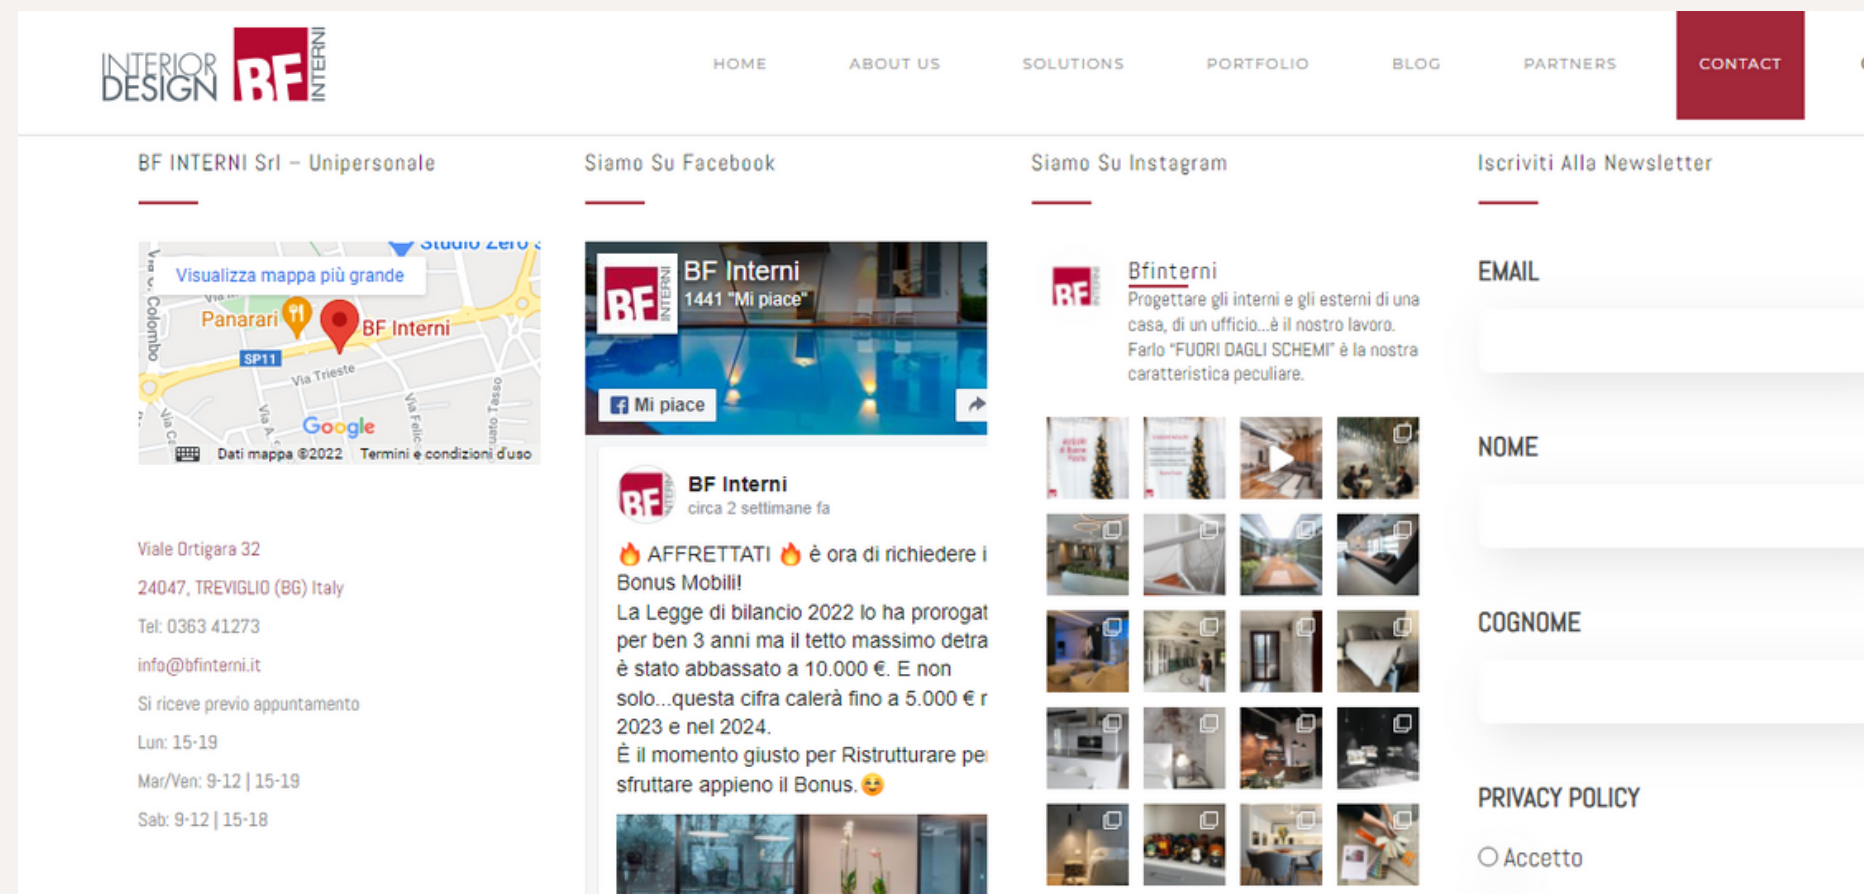 INTERIOR
DESIGN
BF
INTERNI
HOME
ABOUT US
SOLUTIONS
PORTFOLIO
BLOG
PARTNERS
CONTACT
BF INTERNI Srl – Unipersonale
Visualizza mappa più grande
Studio Zero
Colombo
Panarari
BF Interni
SP11
Via Trieste
Google
Dati mappa ©2022
Termini e condizioni d'uso
Viale Ortigara 32
24047, TREVIGLIO (BG) Italy
Tel: 0363 41273
info@bfinterni.it
Si riceve previo appuntamento
Lun: 15-19
Mar/Ven: 9-12 | 15-19
Sab: 9-12 | 15-18
Siamo Su Facebook
BF
INTERNI
BF Interni
1441 "Mi piace"
Mi piace
BF
BF Interni
circa 2 settimane fa
🔥 AFFRETTATI 🔥 è ora di richiedere i
Bonus Mobili!
La Legge di bilancio 2022 lo ha prorogat
per ben 3 anni ma il tetto massimo detra
è stato abbassato a 10.000 €. E non
solo...questa cifra calerà fino a 5.000 €
2023 e nel 2024.
È il momento giusto per Ristrutturare per
sfruttare appieno il Bonus.😊
Siamo Su Instagram
BF
Bfinterni
Progettare gli interni e gli esterni di una
casa, di un ufficio...è il nostro lavoro.
Farlo “FUORI DAGLI SCHEMI” è la nostra
caratteristica peculiare.
Iscriviti Alla Newsletter
EMAIL
NOME
COGNOME
PRIVACY POLICY
Accetto